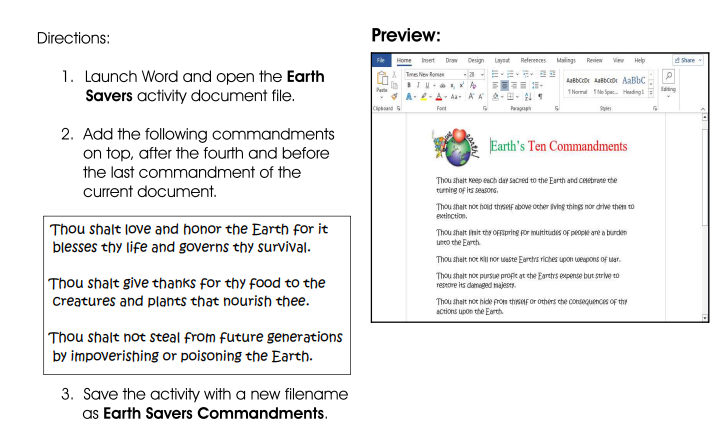 Directions:
1. Launch Word and open the Earth
Savers activity document file.
2. Add the following commandments
on top, after the fourth and before
the last commandment of the
current document.
Thou shalt love and honor the Earth for it
blesses thy life and governs thy survival.
Thou shalt give thanks for thy food to the
creatures and plants that nourish thee.
Thou shalt not steal from future generations
by impoverishing or poisoning the Earth.
3. Save the activity with a new filename
as Earth Savers Commandments.
Preview:
File Home Insert Draw Design Layout References Mailings Review View Help Share
Times New Roman 28
AaBbCcDc AaBbCcDc AaBbC
Paste
B I U ab x₂ x² A
¶ Normal ¶ No Spac... Heading 1
Editing
A Aa A A
Clipboard Font Paragraph Styles
Earth's Ten Commandments
Thou shalt keep each day sacred to the Earth and celebrate the
turning of its seasons.
Thou shalt not hold thyself above other living things nor drive them to
extinction.
Thou shalt limit thy offspring for multitudes of people are a burden
unto the Earth.
Thou shalt not kill nor waste Earth's riches upon weapons of war.
Thou shalt not pursue profit at the Earth's expense but strive to
restore its damaged majesty.
Thou shalt not hide from thyself or others the consequences of thy
actions upon the Earth.